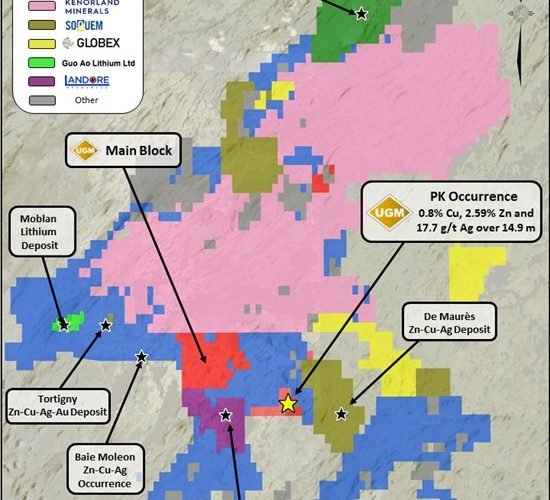 KENORLAND
MINERALS
SOQUEM
GLOBEX
Guo Ao Lithium Ltd
LANDORE
RESOURCES
Other
UGM
Main Block
UGM
PK Occurrence
0.8% Cu, 2.59% Zn and
17.7 g/t Ag over 14.9 m
Moblan
Lithium
Deposit
De Maurès
Zn-Cu-Ag Deposit
Tortigny
Zn-Cu-Ag-Au Deposit
Baie Moleon
Zn-Cu-Ag
Occurrence